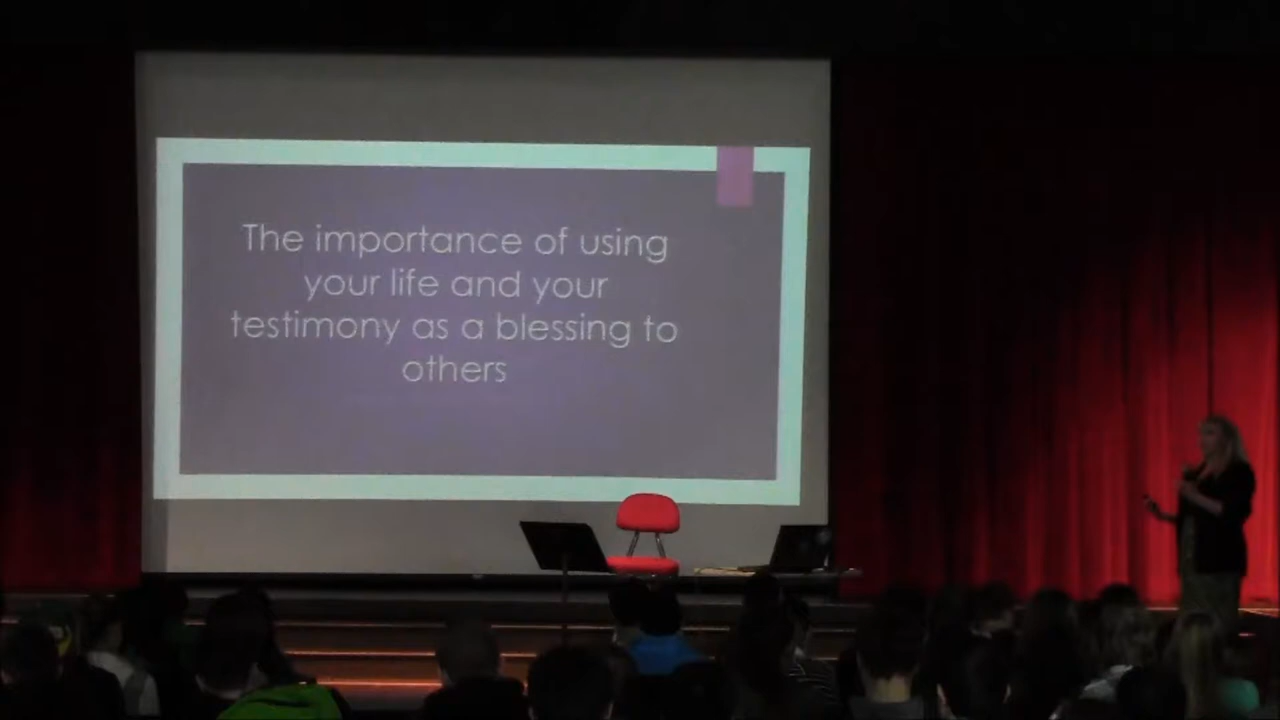 The importance of using
your life and your
testimony as a blessing to
others